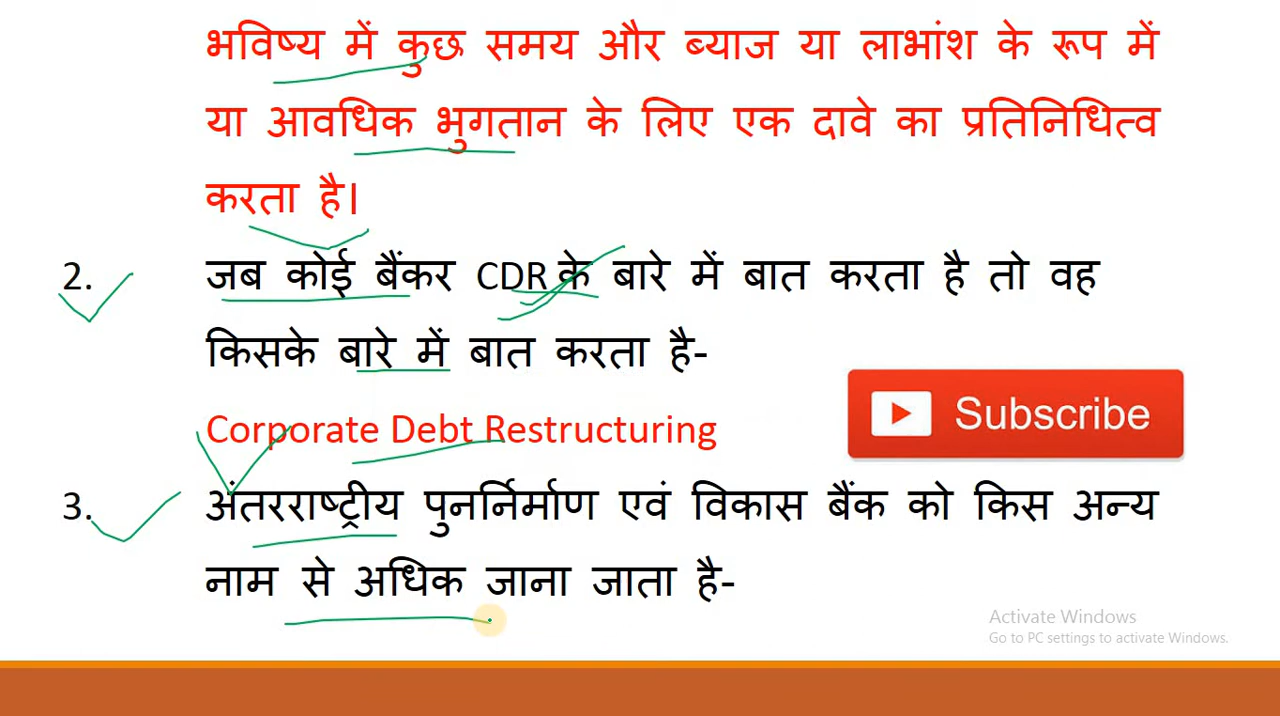 भविष्य में कुछ समय और ब्याज या लाभांश के रूप में
या आवधिक भुगतान के लिए एक दावे का प्रतिनिधित्व
करता है।
2. जब कोई बैंकर CDR के बारे में बात करता है तो वह
किसके बारे में बात करता है-
Corporate Debt Restructuring
Subscribe
3. अंतरराष्ट्रीय पुनर्निर्माण एवं विकास बैंक को किस अन्य
नाम से अधिक जाना जाता है-
Activate Windows
Go to PC settings to activate Windows.